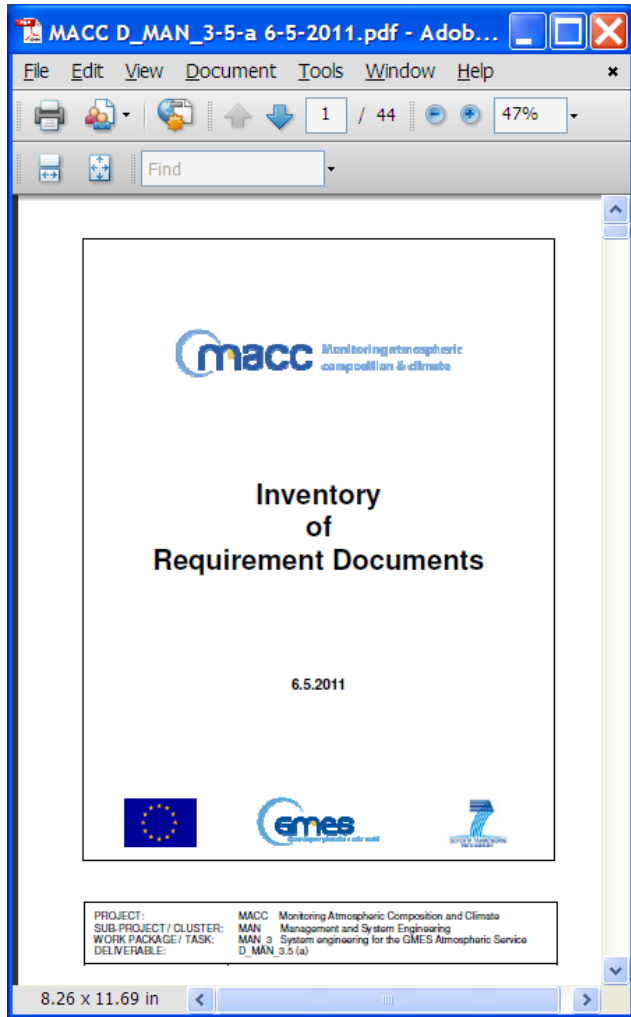 MACC D_MAN_3-5-a 6-5-2011.pdf - Adob...
File Edit View Document Tools Window Help
1 / 44 47%
Find
macc Monitoring atmospheric
composition & climate
Inventory
of
Requirement Documents
6.5.2011
GMES
PROJECT: MACC Monitoring Atmospheric Composition and Climate
SUB-PROJECT / CLUSTER: MAN Management and System Engineering
WORK PACKAGE / TASK: MAN_3 System engineering for the GMES Atmospheric Service
DELIVERABLE: D_MAN_3.5 (a)
8.26 x 11.69 in